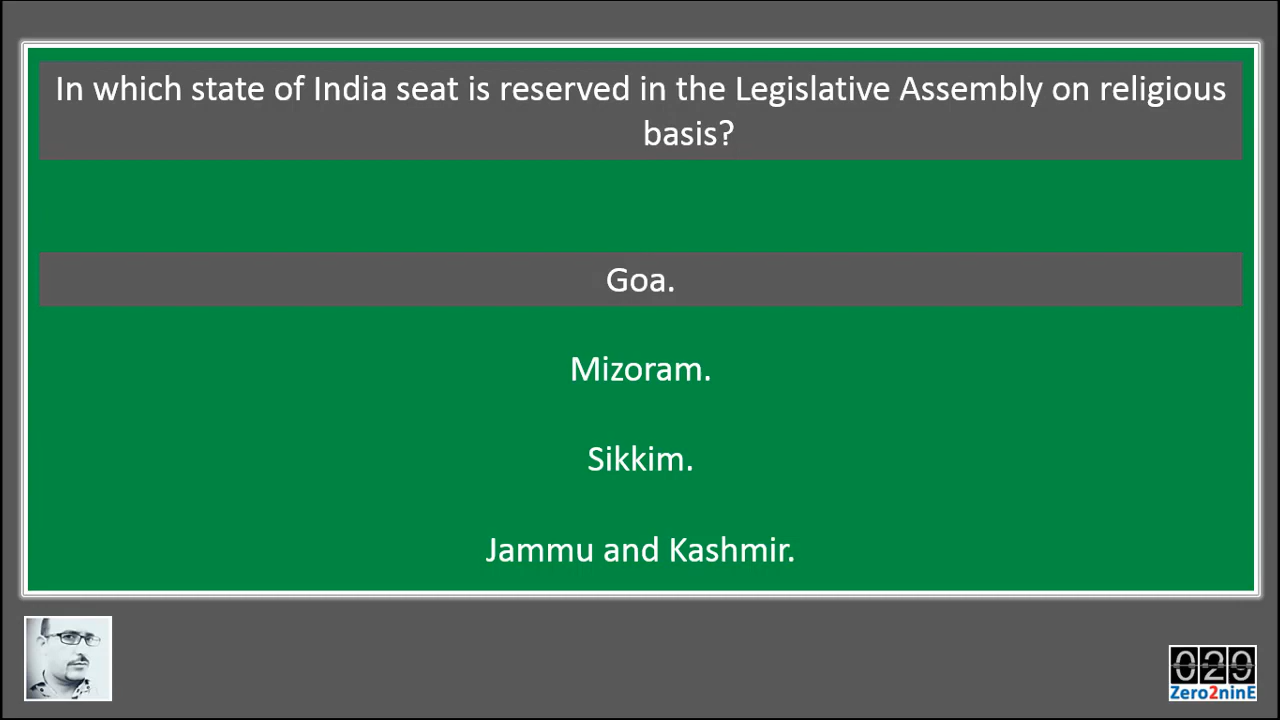 In which state of India seat is reserved in the Legislative Assembly on religious
basis?
Goa.
Mizoram.
Sikkim.
Jammu and Kashmir.
029
Zero2ninE